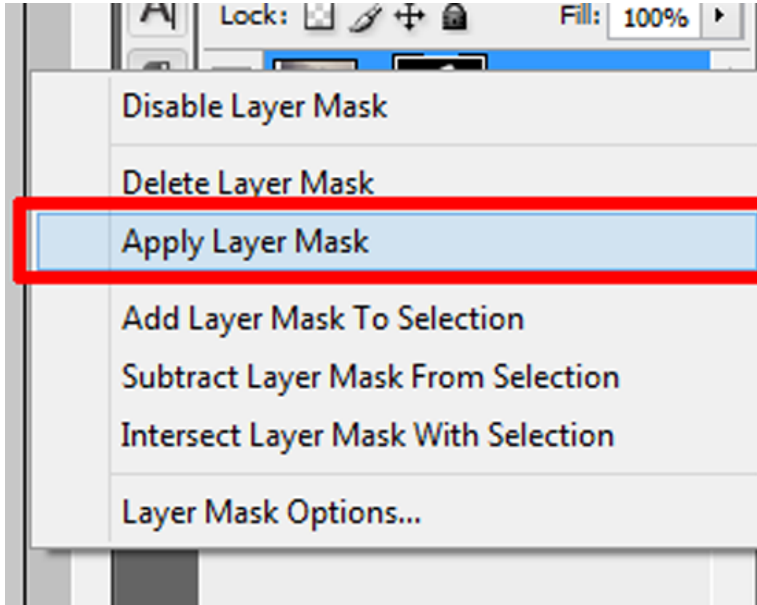 A
Lock:
Fill: 100%
Disable Layer Mask
Delete Layer Mask
Apply Layer Mask
Add Layer Mask To Selection
Subtract Layer Mask From Selection
Intersect Layer Mask With Selection
Layer Mask Options...